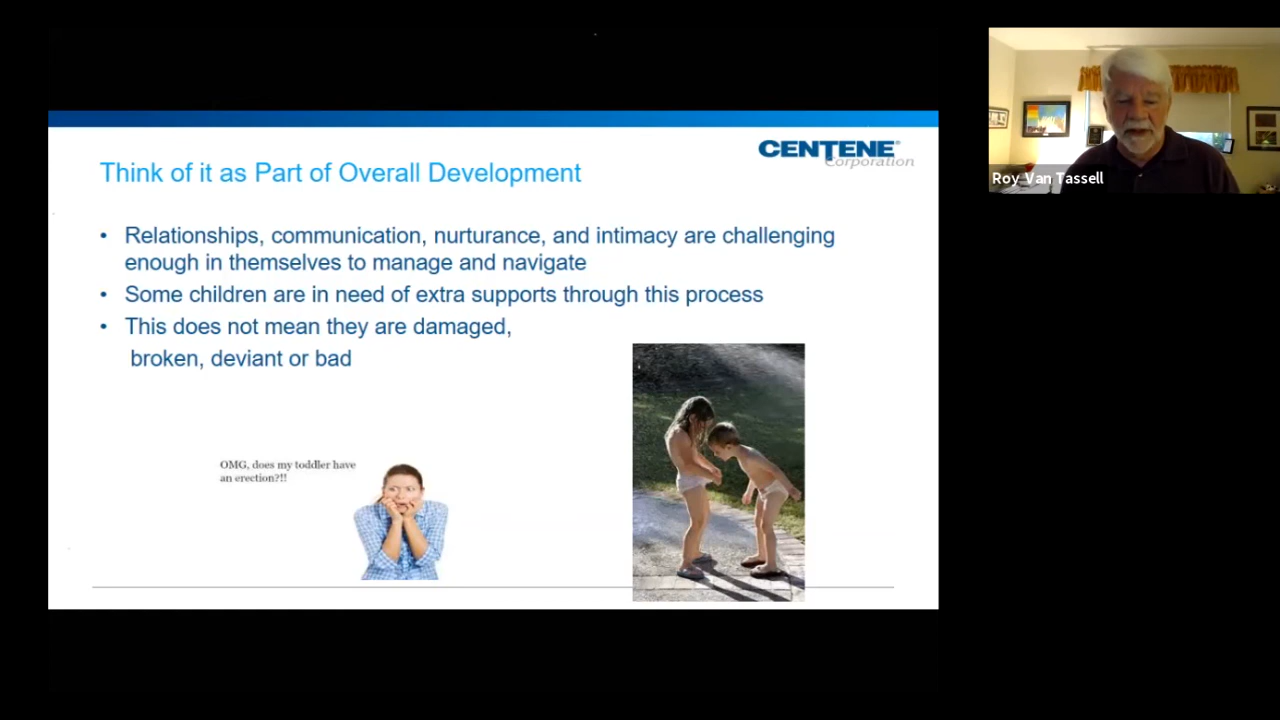 CENTENE®
Corporation
Think of it as Part of Overall Development
• Relationships, communication, nurturance, and intimacy are challenging
enough in themselves to manage and navigate
• Some children are in need of extra supports through this process
• This does not mean they are damaged,
broken, deviant or bad
OMG, does my toddler have
an erection?!!
Roy Van Tassell